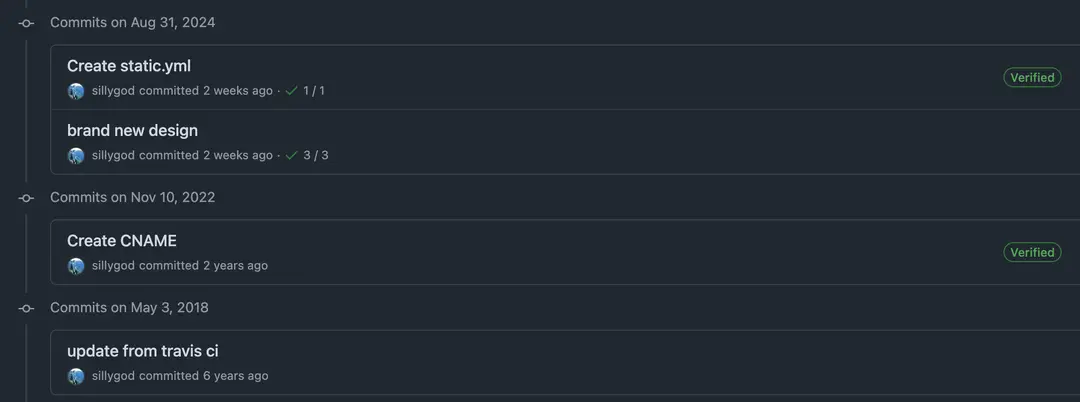 Commits on Aug 31, 2024
Create static.yml
Verified
sillygod committed 2 weeks ago · ✓ 1 / 1
brand new design
sillygod committed 2 weeks ago · ✓ 3 / 3
Commits on Nov 10, 2022
Create CNAME
Verified
sillygod committed 2 years ago
Commits on May 3, 2018
update from travis ci
sillygod committed 6 years ago